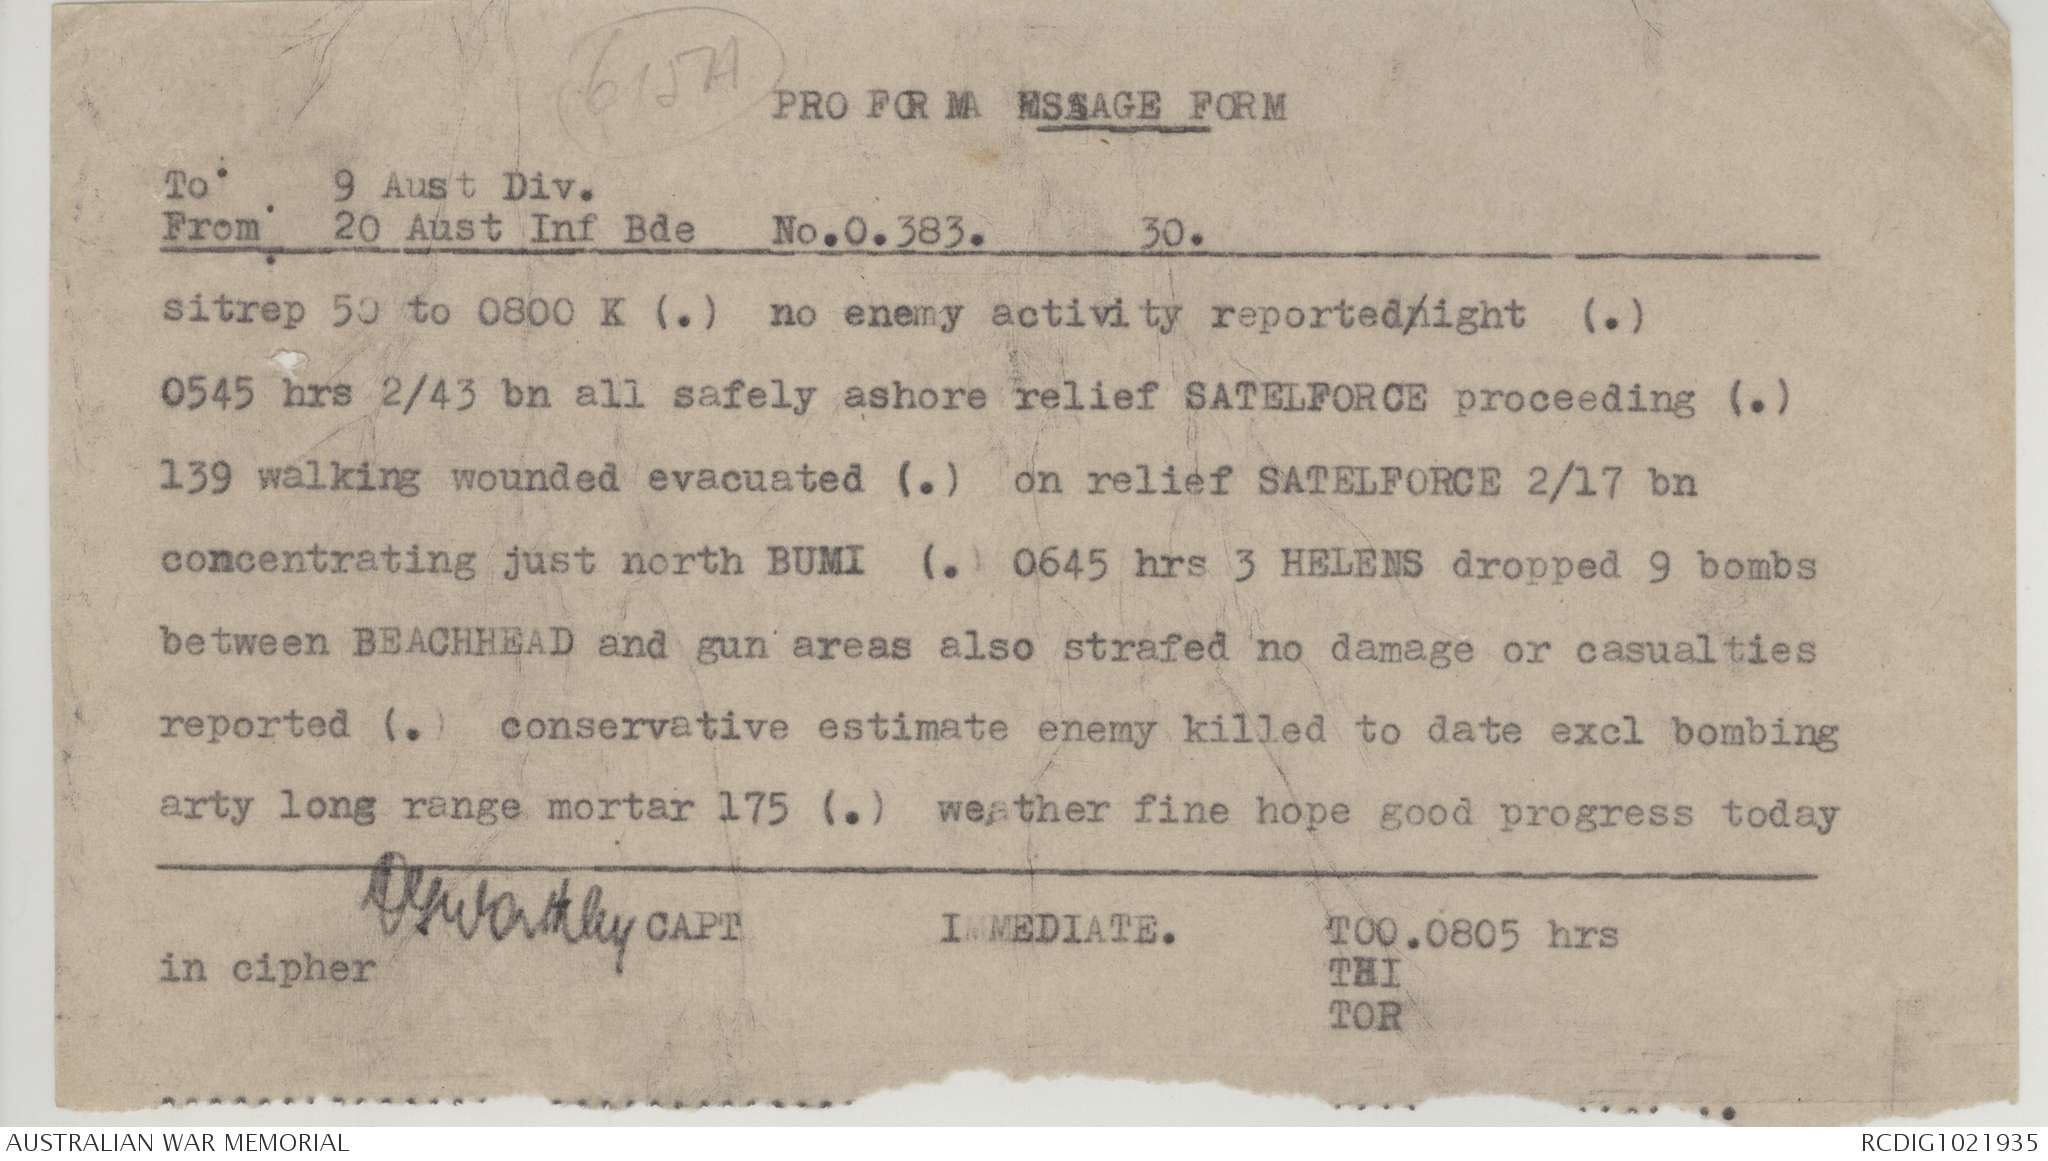 615A
PRO FORMA MESSAGE FORM
To: 9 Aust Div.
From: 20 Aust Inf Bde No.O.383. 30.
sitrep 50 to 0800 K (.) no enemy activity reported/night (.)
0545 hrs 2/43 bn all safely ashore relief SATELFORCE proceeding (.)
139 walking wounded evacuated (.) on relief SATELFORCE 2/17 bn
concentrating just north BUMI (.) 0645 hrs 3 HELENS dropped 9 bombs
between BEACHHEAD and gun areas also strafed no damage or casualties
reported (.) conservative estimate enemy killed to date excl bombing
arty long range mortar 175 (.) weather fine hope good progress today
CAPT IMMEDIATE. TOO.0805 hrs
in cipher THI
TOR
AUSTRALIAN WAR MEMORIAL RCDIG1021935